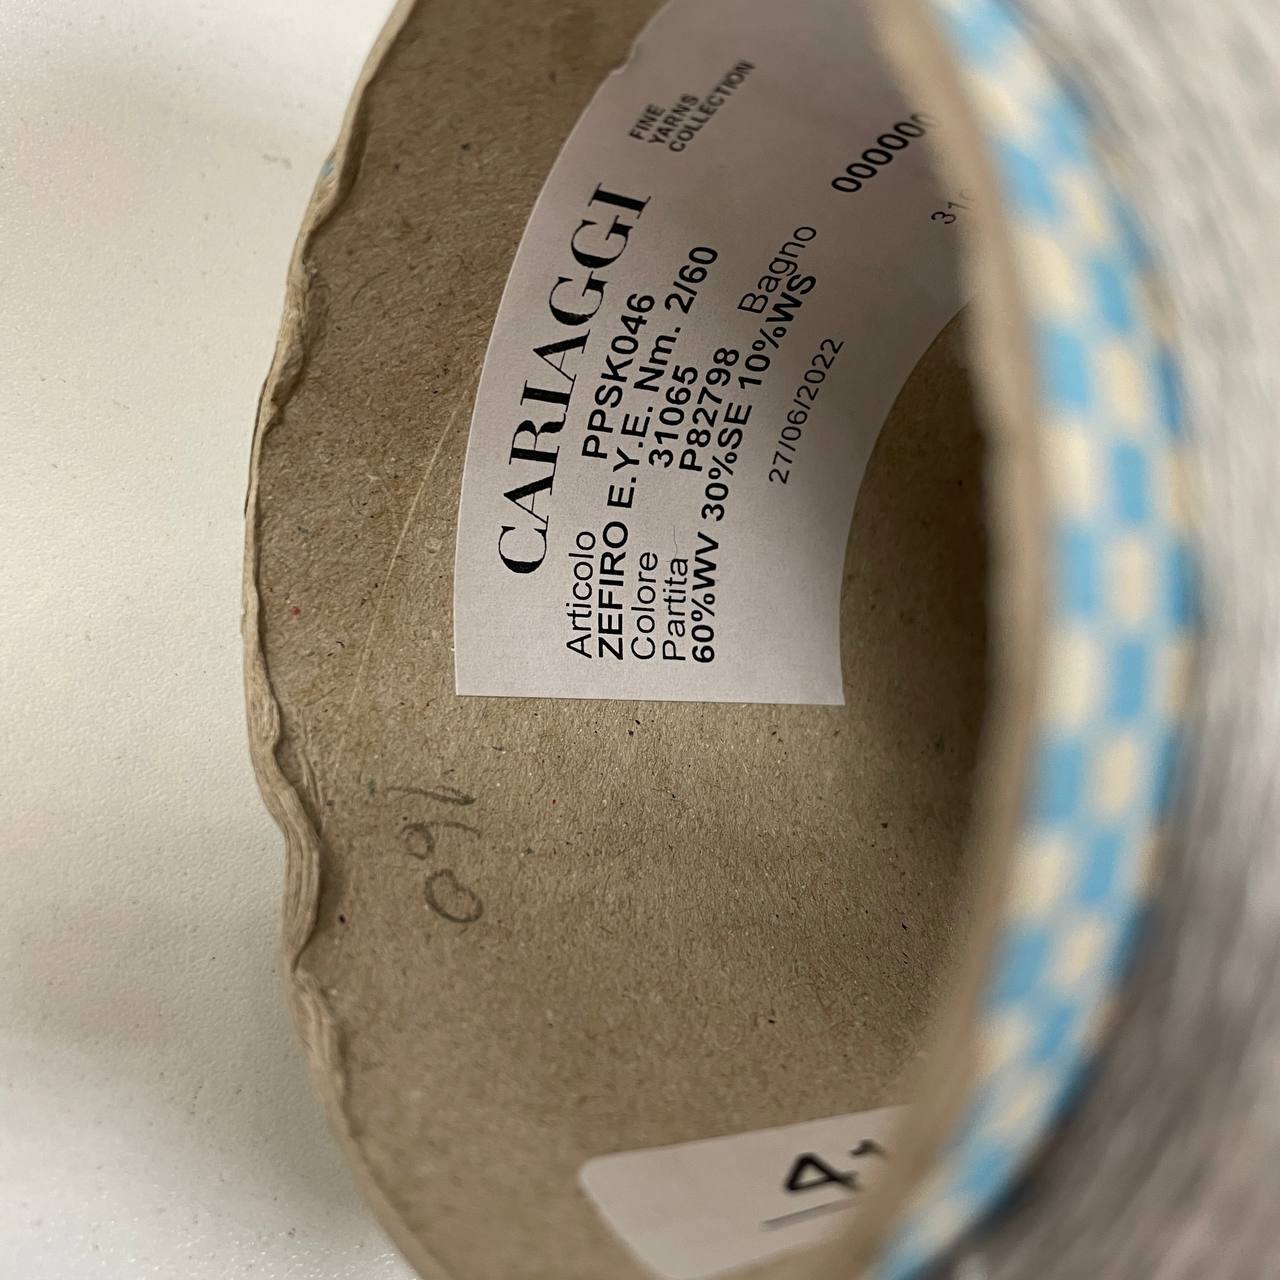 CARIAGGI
FINE
YARNS
COLLECTION
Articolo PPSK046
ZEFIRO E.Y.E. Nm. 2/60
Colore 31065
Partita P82798 Bagno
60%WV 30%SE 10%WS
27/06/2022